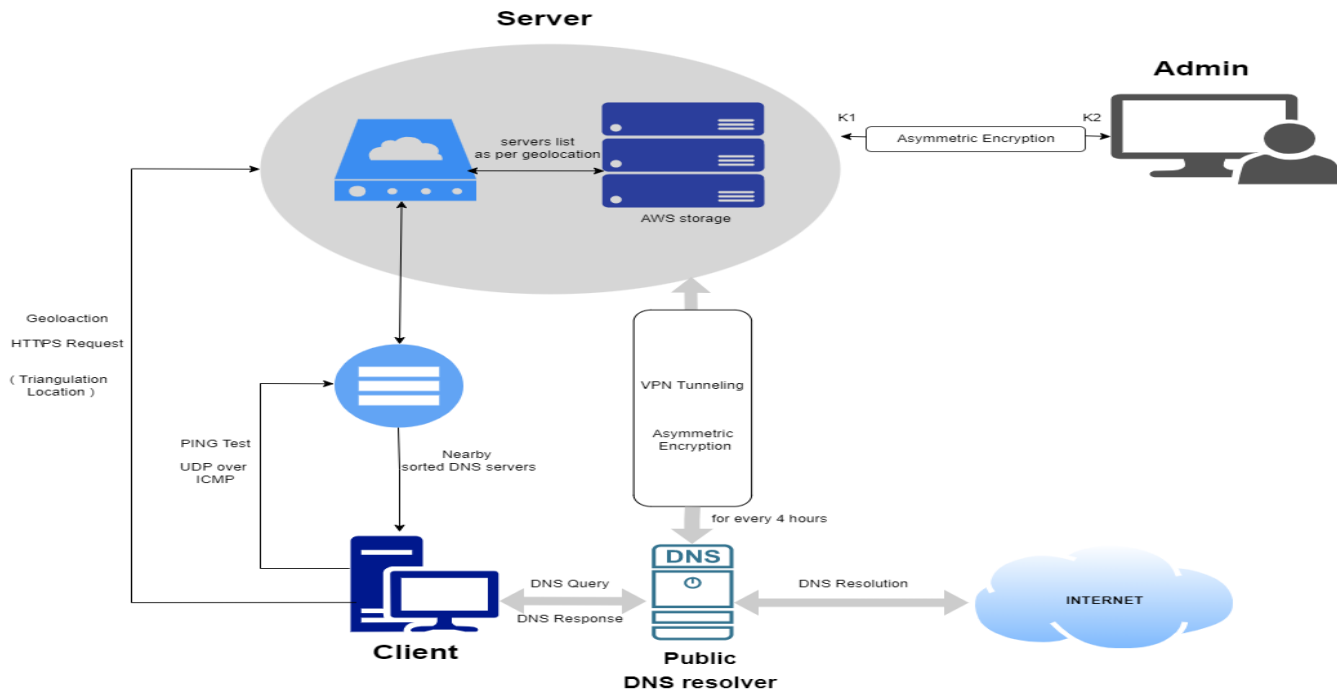 Server
Admin
K1
K2
Asymmetric Encryption
servers list
as per geolocation
AWS storage
Geoloaction
HTTPS Request
( Triangulation
Location )
VPN Tunneling
Asymmetric
Encryption
PING Test
UDP over
ICMP
Nearby
sorted DNS servers
for every 4 hours
DNS
DNS Query
DNS Response
DNS Resolution
INTERNET
Client
Public
DNS resolver